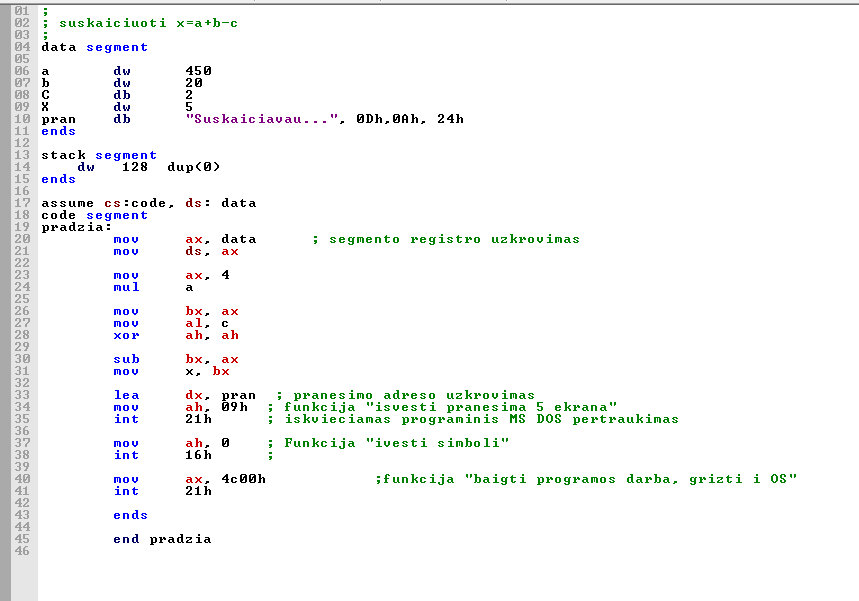 01 ;
02 ; suskaiciuoti x=a+b-c
03 ;
04 data segment
05
06 a dw 450
07 b dw 20
08 C db 2
09 X dw 5
10 pran db "Suskaiciavau...", 0Dh,0Ah, 24h
11 ends
12
13 stack segment
14 dw 128 dup(0)
15 ends
16
17 assume cs:code, ds: data
18 code segment
19 pradzia:
20 mov ax, data ; segmento registro uzkrovimas
21 mov ds, ax
22
23 mov ax, 4
24 mul a
25
26 mov bx, ax
27 mov al, c
28 xor ah, ah
29
30 sub bx, ax
31 mov x, bx
32
33 lea dx, pran ; pranesimo adreso uzkrovimas
34 mov ah, 09h ; funkcija "isvesti pranesima 5 ekrana"
35 int 21h ; iskvieciamas programinis MS DOS pertraukimas
36
37 mov ah, 0 ; Funkcija "ivesti simboli"
38 int 16h ;
39
40 mov ax, 4c00h ;funkcija "baigti programos darba, grizti i OS"
41 int 21h
42
43 ends
44
45 end pradzia
46